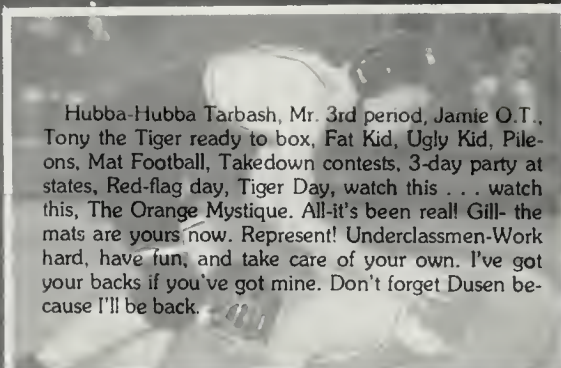 Hubba-Hubba Tarbash, Mr. 3rd period, Jamie O.T.,
Tony the Tiger ready to box, Fat Kid, Ugly Kid, Pile-
ons, Mat Football, Takedown contests, 3-day party at
states, Red-flag day, Tiger Day, watch this . . . watch
this, The Orange Mystique. All-it's been real! Gill- the
mats are yours now. Represent! Underclassmen-Work
hard, have fun, and take care of your own. I've got
your backs if you've got mine. Don't forget Dusen be-
cause I'll be back.